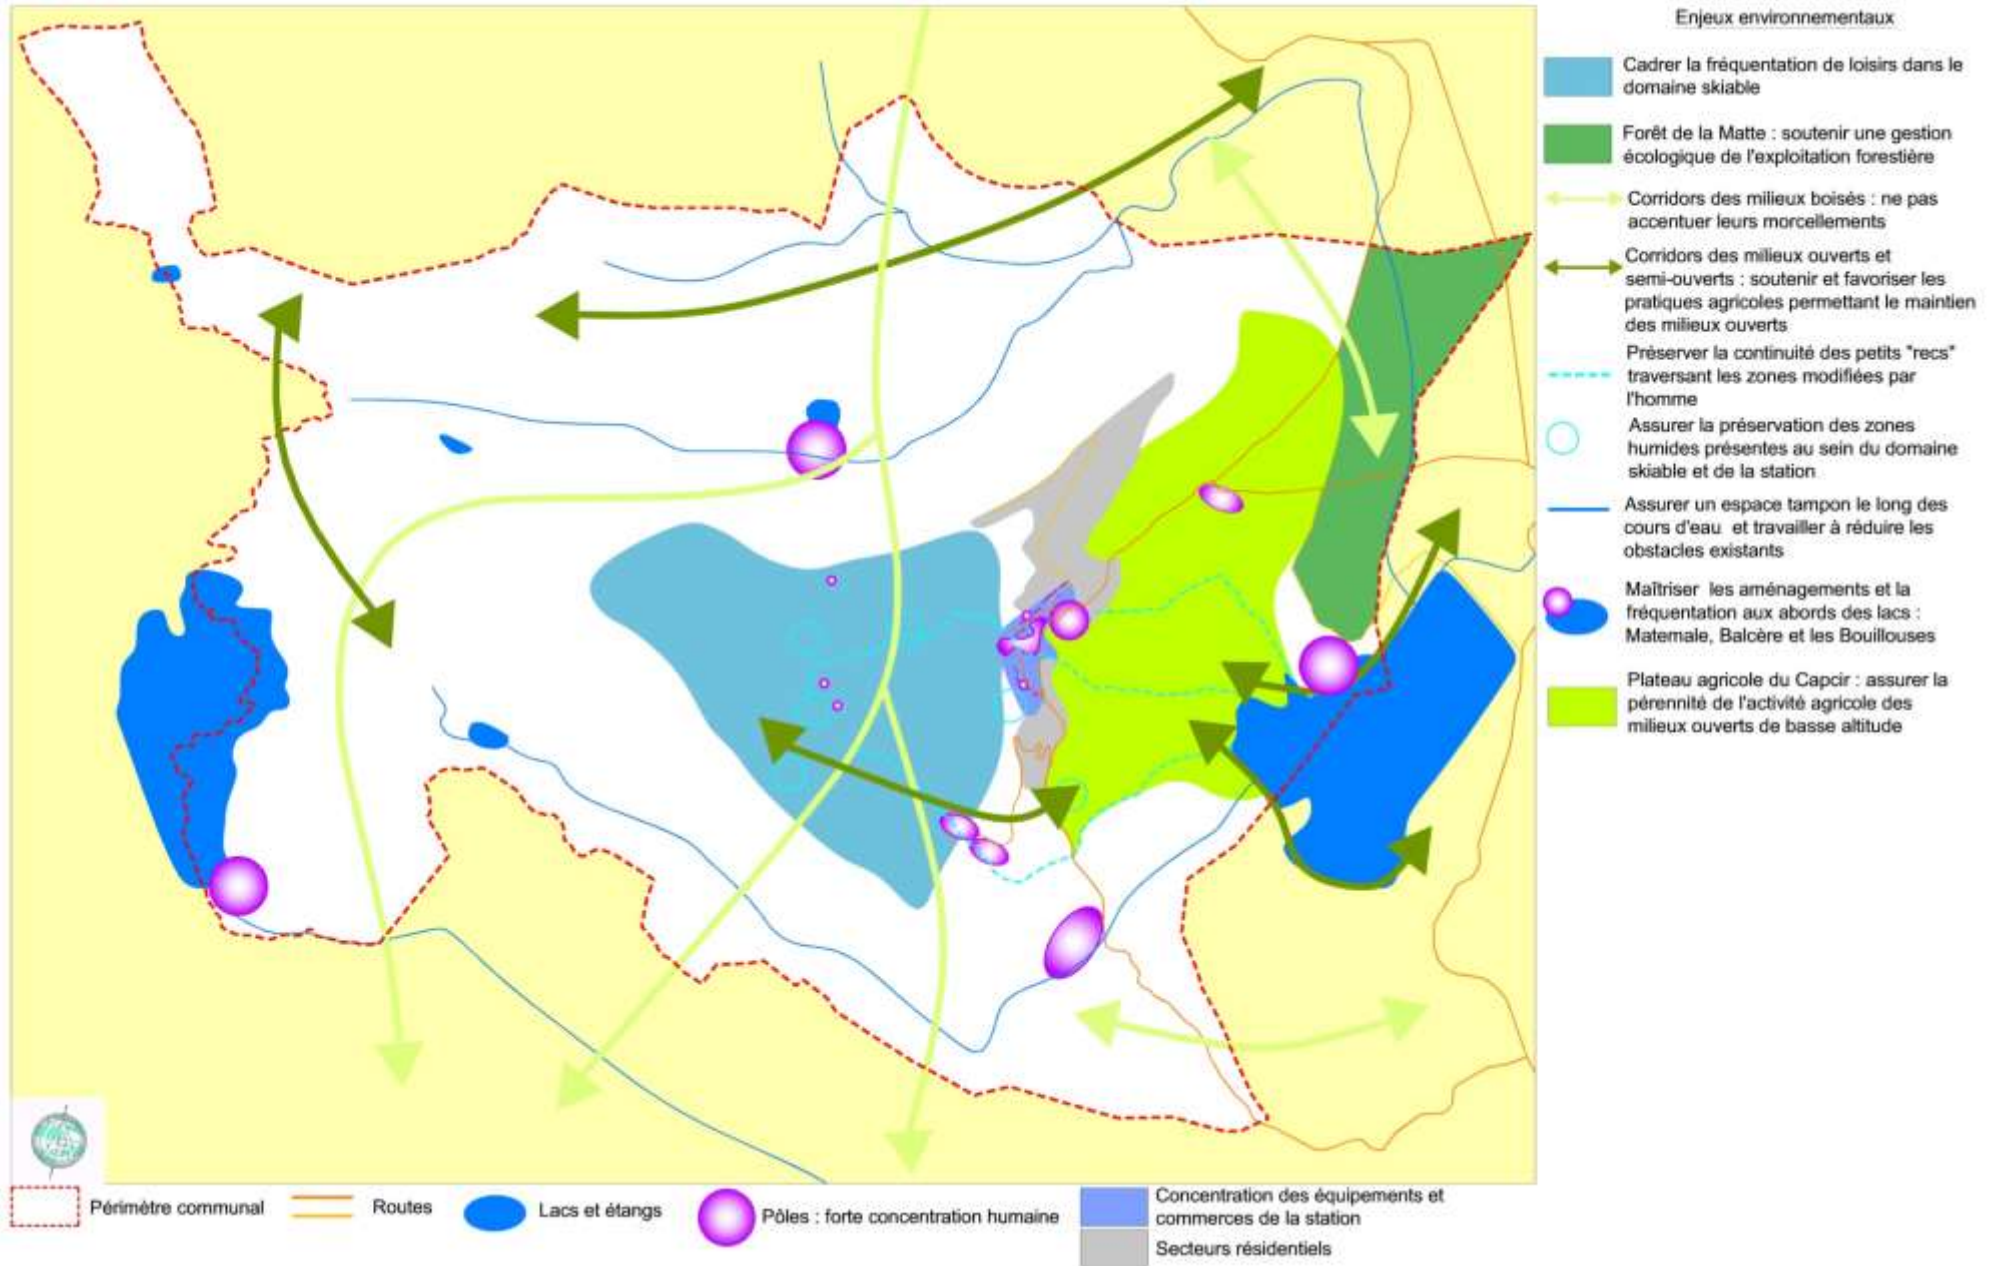 Enjeux environnementaux
Cadrer la fréquentation de loisirs dans le
domaine skiable
Forêt de la Matte : soutenir une gestion
écologique de l'exploitation forestière
Corridors des milieux boisés : ne pas
accentuer leurs morcellements
Corridors des milieux ouverts et
semi-ouverts : soutenir et favoriser les
pratiques agricoles permettant le maintien
des milieux ouverts
Préserver la continuité des petits "recs"
traversant les zones modifiées par
l'homme
Assurer la préservation des zones
humides présentes au sein du domaine
skiable et de la station
Assurer un espace tampon le long des
cours d'eau et travailler à réduire les
obstacles existants
Maîtriser les aménagements et la
fréquentation aux abords des lacs :
Matemale, Balcère et les Bouillouses
Plateau agricole du Capcir : assurer la
pérennité de l'activité agricole des
milieux ouverts de basse altitude
Périmètre communal
Routes
Lacs et étangs
Pôles : forte concentration humaine
Concentration des équipements et
commerces de la station
Secteurs résidentiels